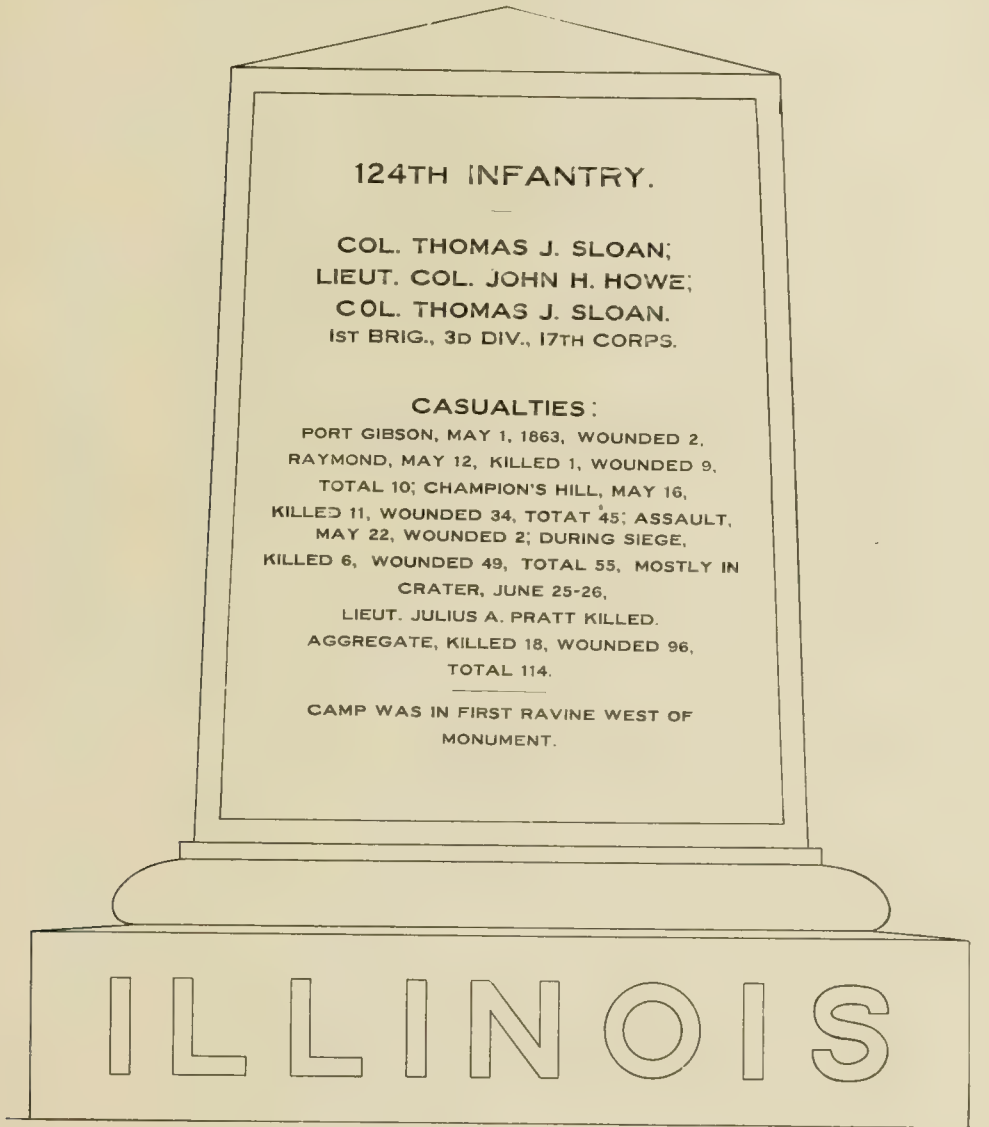 124TH INFANTRY.
COL. THOMAS J. SLOAN;
LIEUT. COL. JOHN H. HOWE;
COL. THOMAS J. SLOAN.
1ST BRIG., 3D DIV., 17TH CORPS.
CASUALTIES:
PORT GIBSON, MAY 1, 1863, WOUNDED 2,
RAYMOND, MAY 12, KILLED 1, WOUNDED 9,
TOTAL 10; CHAMPION'S HILL, MAY 16,
KILLED 11, WOUNDED 34, TOTAT 45; ASSAULT,
MAY 22, WOUNDED 2; DURING SIEGE,
KILLED 6, WOUNDED 49, TOTAL 55, MOSTLY IN
CRATER, JUNE 25-26,
LIEUT. JULIUS A. PRATT KILLED.
AGGREGATE, KILLED 18, WOUNDED 96,
TOTAL 114.
CAMP WAS IN FIRST RAVINE WEST OF
MONUMENT.
ILLINOIS